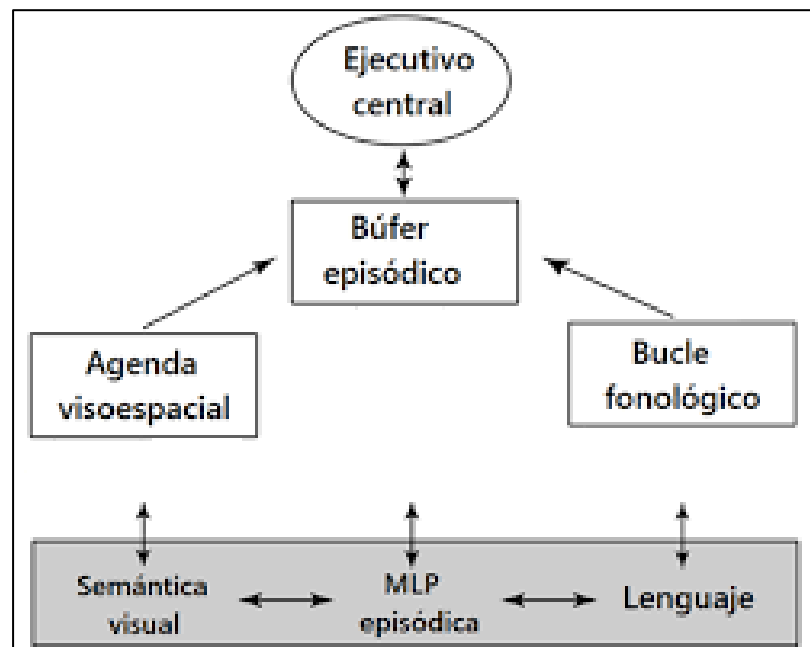 Ejecutivo
central
Búfer
episódico
Agenda
visoespacial
Bucle
fonológico
Semántica
visual
MLP
episódica
Lenguaje